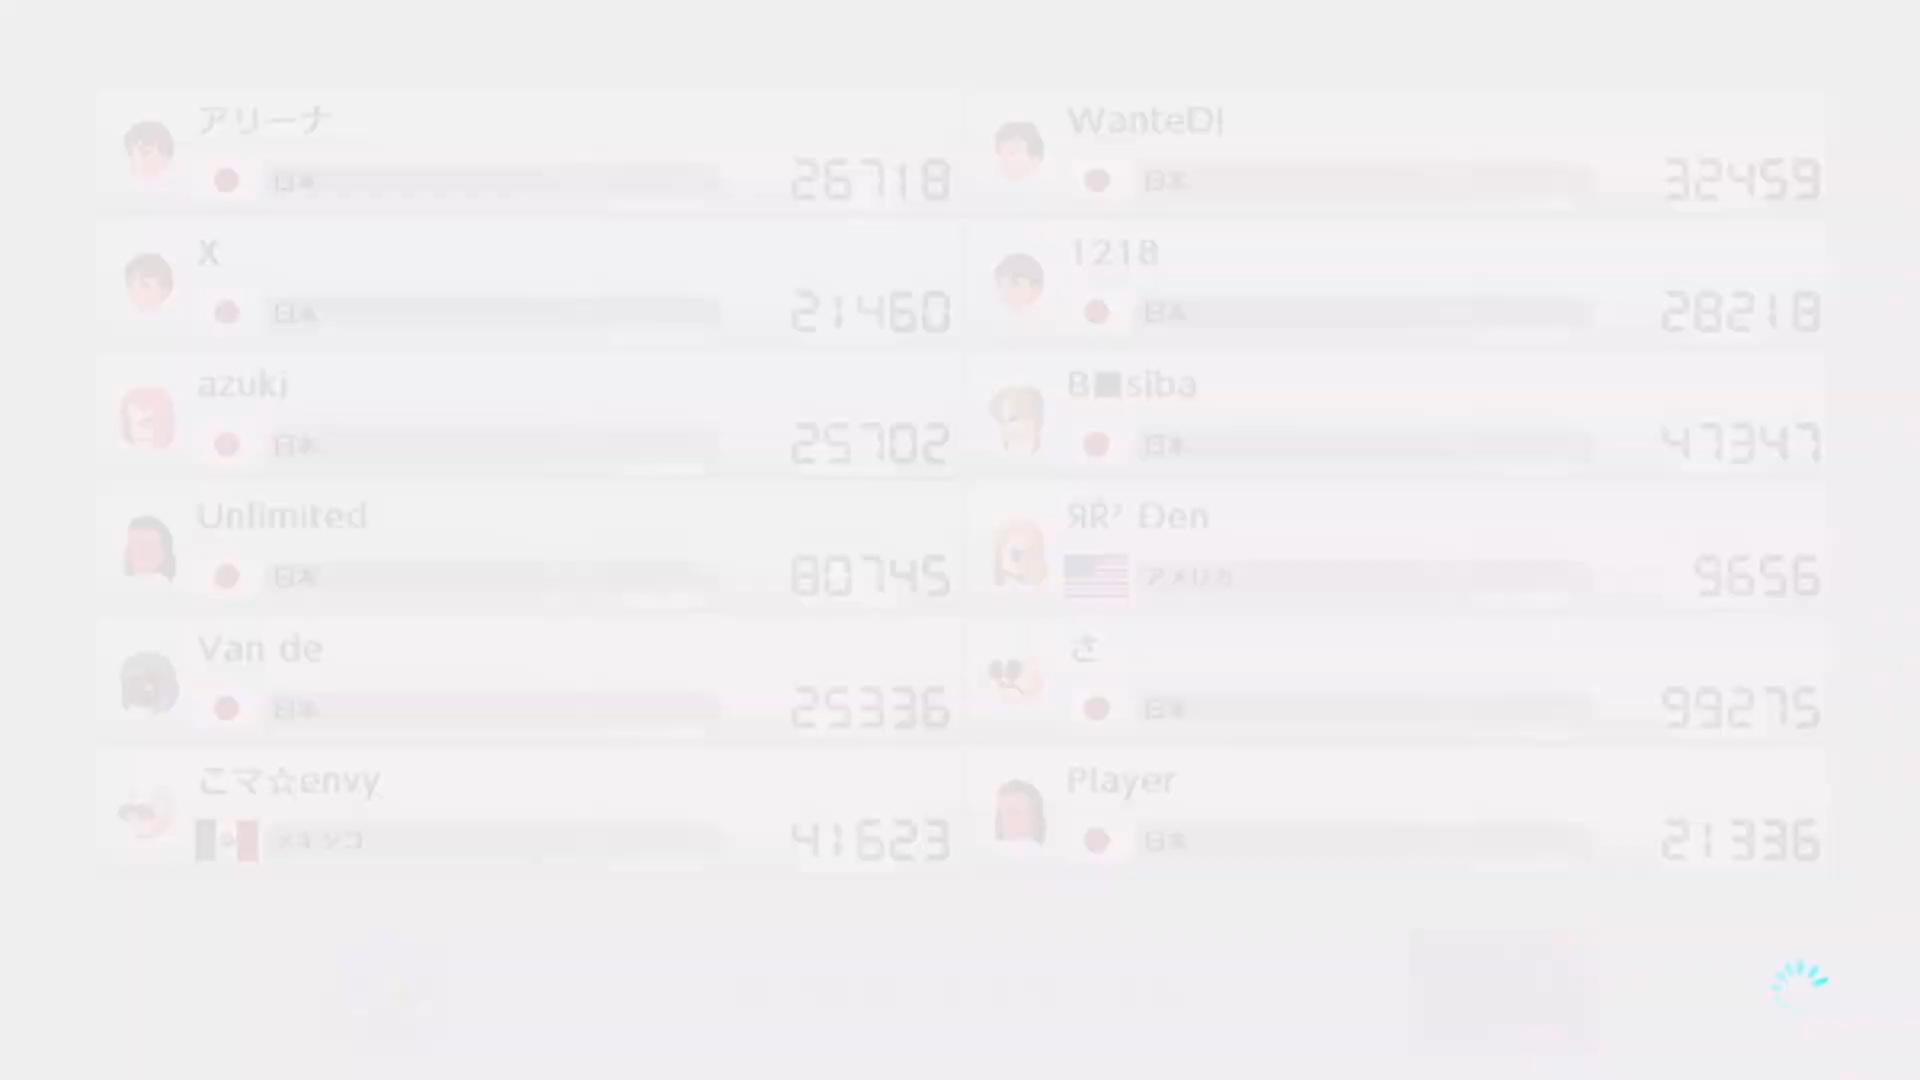 アリーナ
日本 26718
X
日本 21460
azuki
日本 25702
Unlimited
日本 80745
Van de
日本 25336
こマ☆envy
メキシコ 41623
WanteD!
日本 32459
1218
日本 28218
B■siba
日本 47347
ЯŘ² Đen
アメリカ 9656
さ
日本 99275
Player
日本 21336